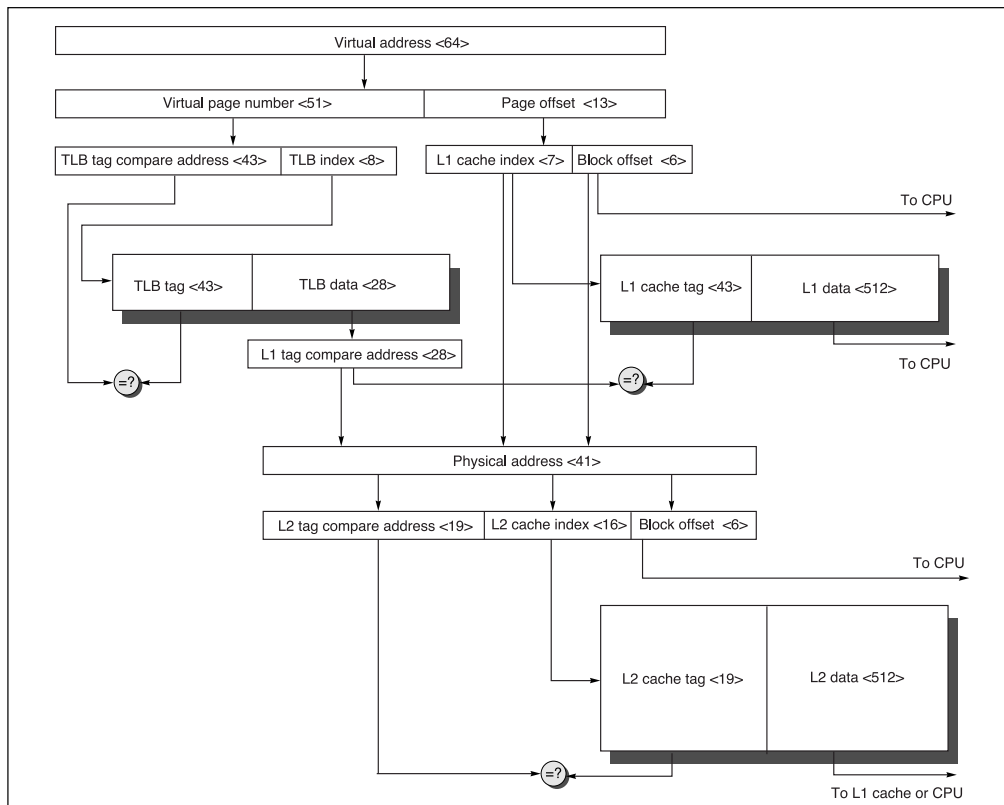 Virtual address <64>
Virtual page number <51>
Page offset <13>
TLB tag compare address <43>
TLB index <8>
L1 cache index <7>
Block offset <6>
To CPU
TLB tag <43>
TLB data <28>
L1 cache tag <43>
L1 data <512>
To CPU
L1 tag compare address <28>
=?
=?
Physical address <41>
L2 tag compare address <19>
L2 cache index <16>
Block offset <6>
To CPU
L2 cache tag <19>
L2 data <512>
=?
To L1 cache or CPU